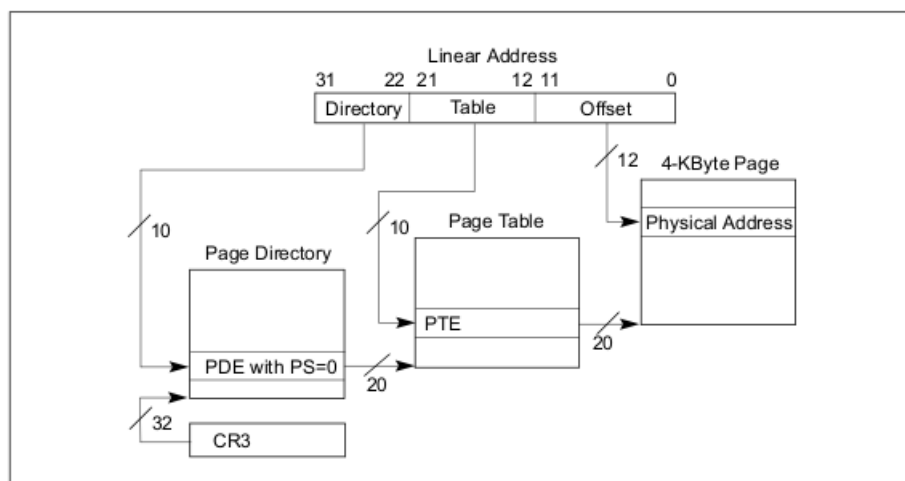 Linear Address
31 22 21 12 11 0
Directory Table Offset
12
4-KByte Page
10
10
Page Table
Physical Address
Page Directory
PTE
20
PDE with PS=0
20
32
CR3